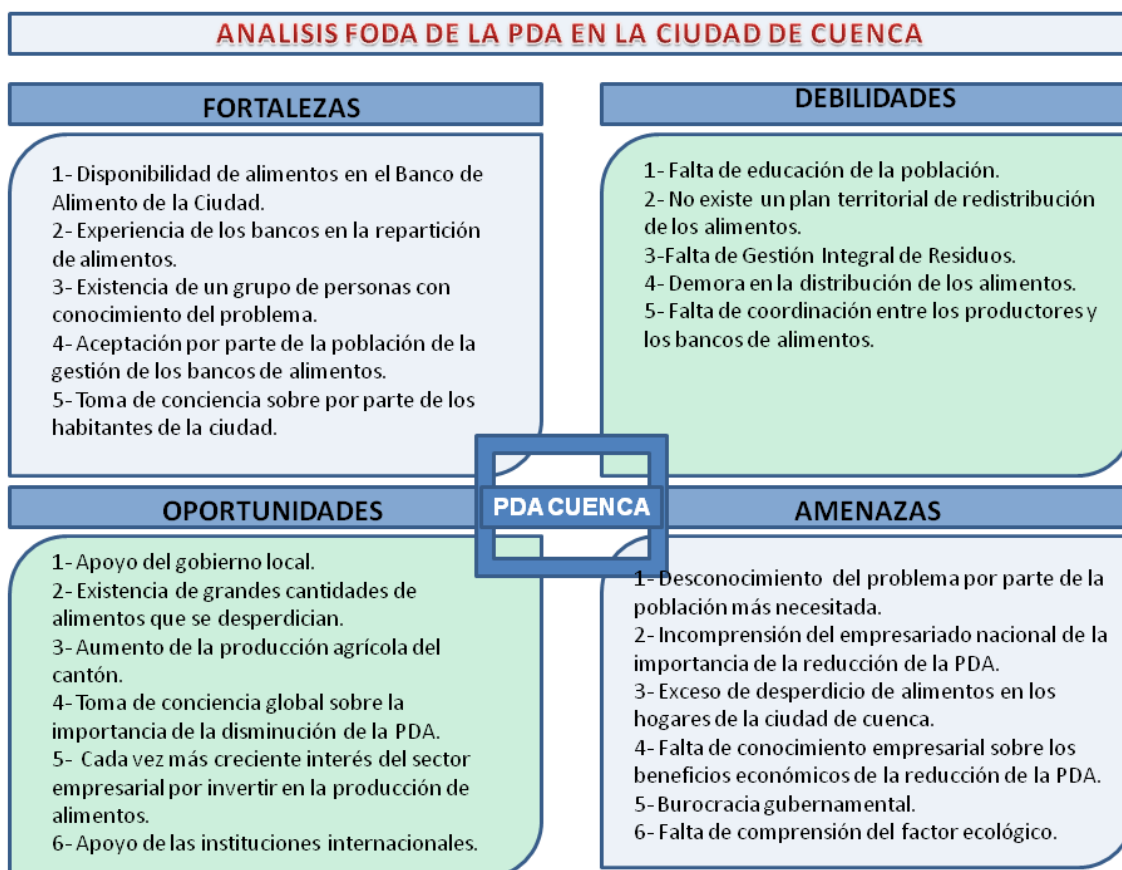 ANALISIS FODA DE LA PDA EN LA CIUDAD DE CUENCA
FORTALEZAS
1- Disponibilidad de alimentos en el Banco de
Alimento de la Ciudad.
2- Experiencia de los bancos en la repartición
de alimentos.
3- Existencia de un grupo de personas con
conocimiento del problema.
4- Aceptación por parte de la población de la
gestión de los bancos de alimentos.
5- Toma de conciencia sobre por parte de los
habitantes de la ciudad.
DEBILIDADES
1- Falta de educación de la población.
2- No existe un plan territorial de redistribución
de los alimentos.
3-Falta de Gestión Integral de Residuos.
4- Demora en la distribución de los alimentos.
5- Falta de coordinación entre los productores y
los bancos de alimentos.
PDA CUENCA
OPORTUNIDADES
1- Apoyo del gobierno local.
2- Existencia de grandes cantidades de
alimentos que se desperdician.
3- Aumento de la producción agrícola del
cantón.
4- Toma de conciencia global sobre la
importancia de la disminución de la PDA.
5- Cada vez más creciente interés del sector
empresarial por invertir en la producción de
alimentos.
6- Apoyo de las instituciones internacionales.
AMENAZAS
1- Desconocimiento del problema por parte de la
población más necesitada.
2- Incomprensión del empresariado nacional de la
importancia de la reducción de la PDA.
3- Exceso de desperdicio de alimentos en los
hogares de la ciudad de cuenca.
4- Falta de conocimiento empresarial sobre los
beneficios económicos de la reducción de la PDA.
5- Burocracia gubernamental.
6- Falta de comprensión del factor ecológico.